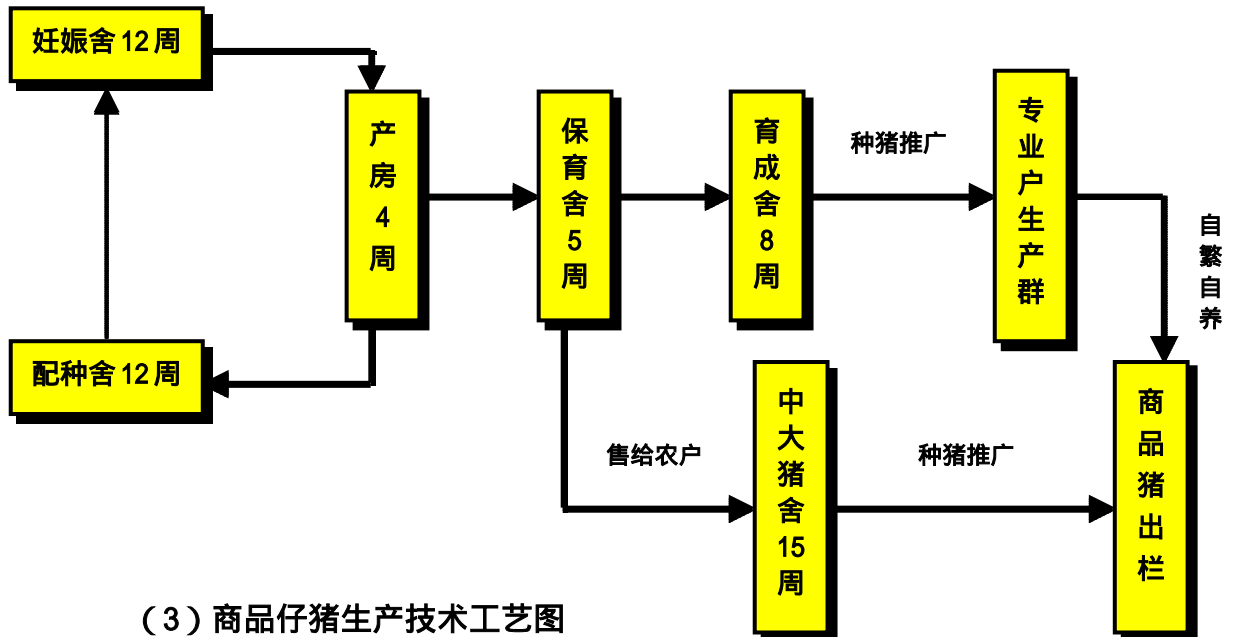 妊娠舍12周
产房4周
保育舍5周
育成舍8周
种猪推广
专业户生产群
自繁自养
配种舍12周
售给农户
中大猪舍15周
种猪推广
商品猪出栏
（3）商品仔猪生产技术工艺图